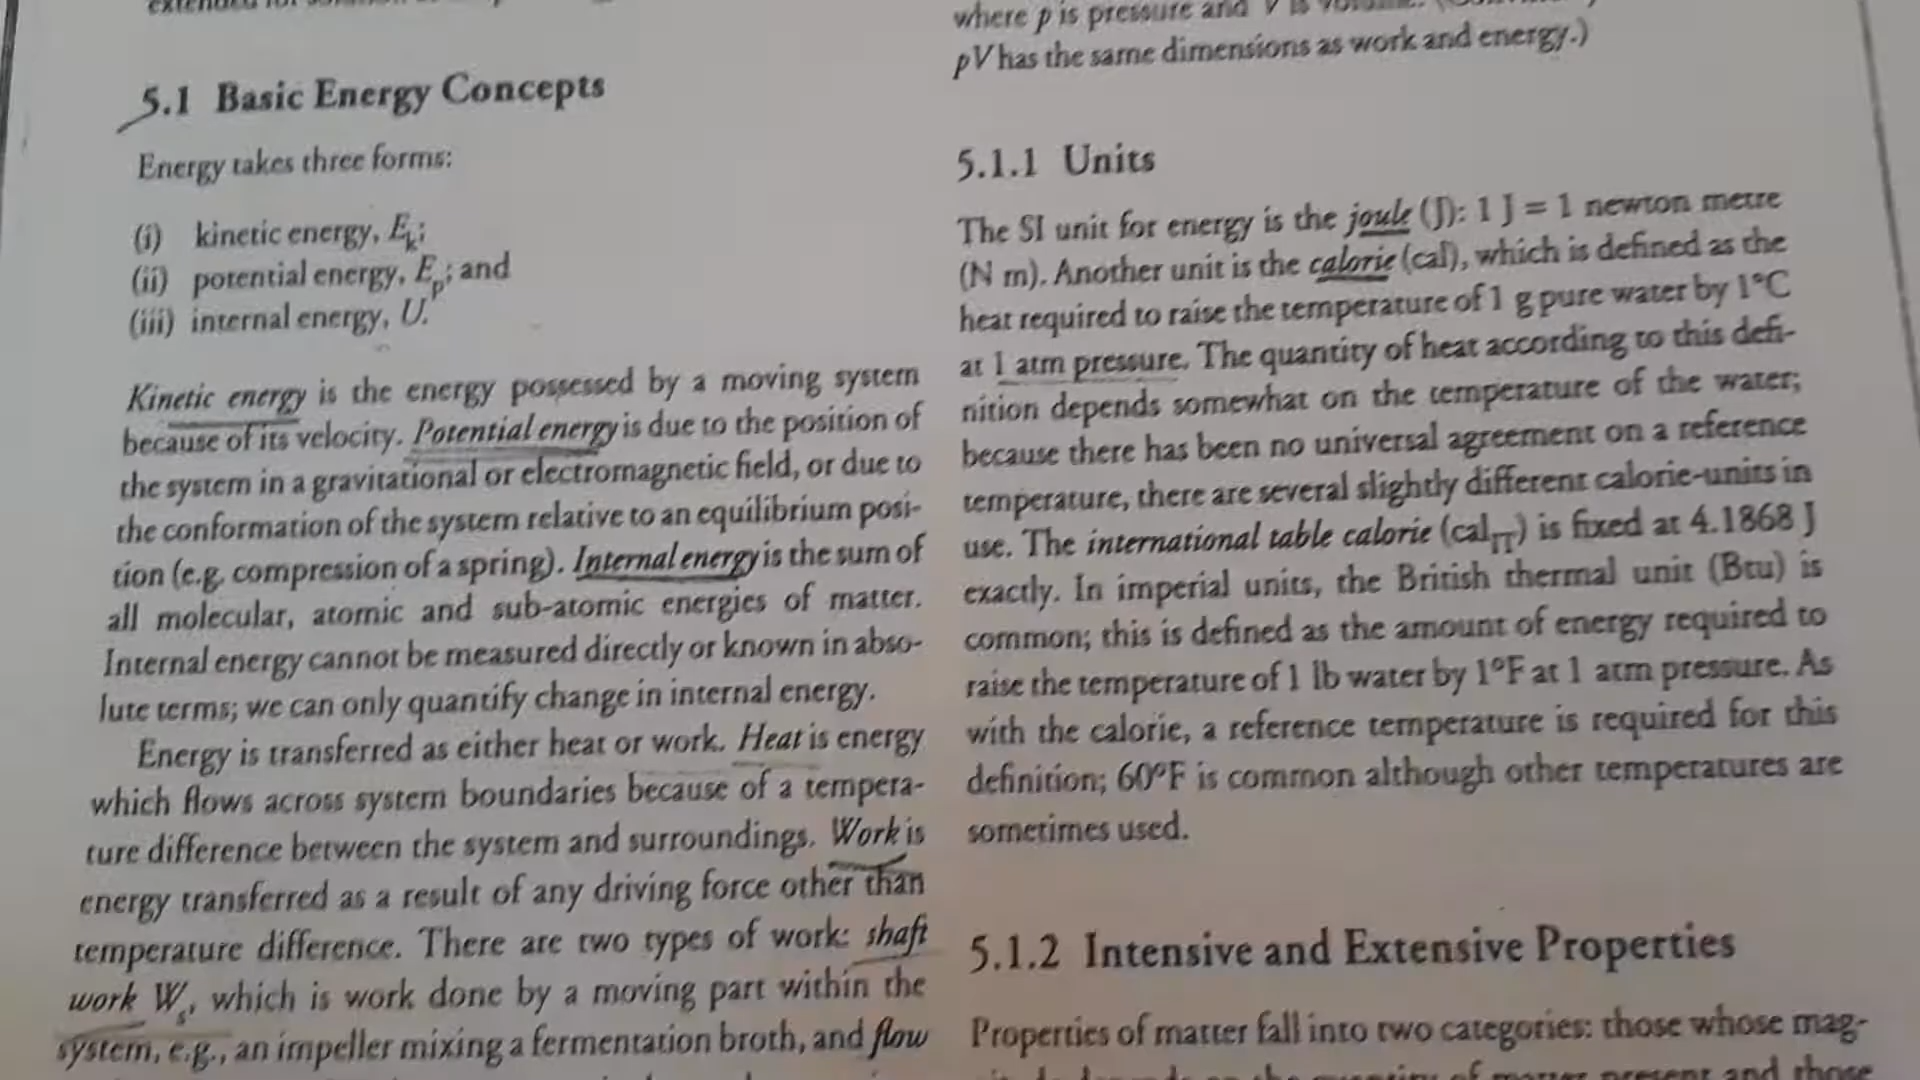 5.1 Basic Energy Concepts
Energy takes three forms:
(i) kinetic energy, Ek;
(ii) potential energy, Ep; and
(iii) internal energy, U.
Kinetic energy is the energy possessed by a moving system
because of its velocity. Potential energy is due to the position of
the system in a gravitational or electromagnetic field, or due to
the conformation of the system relative to an equilibrium posi-
tion (e.g. compression of a spring). Internal energy is the sum of
all molecular, atomic and sub-atomic energies of matter.
Internal energy cannot be measured directly or known in abso-
lute terms; we can only quantify change in internal energy.
Energy is transferred as either heat or work. Heat is energy
which flows across system boundaries because of a tempera-
ture difference between the system and surroundings. Work is
energy transferred as a result of any driving force other than
temperature difference. There are two types of work: shaft
work Ws, which is work done by a moving part within the
system, e.g., an impeller mixing a fermentation broth, and flow
where p is pressure and V is
pV has the same dimensions as work and energy.)
5.1.1 Units
The SI unit for energy is the joule (J): 1 J = 1 newton metre
(N m). Another unit is the calorie (cal), which is defined as the
heat required to raise the temperature of 1 g pure water by 1°C
at 1 atm pressure. The quantity of heat according to this defi-
nition depends somewhat on the temperature of the water;
because there has been no universal agreement on a reference
temperature, there are several slightly different calorie-units in
use. The international table calorie (calIT) is fixed at 4.1868 J
exactly. In imperial units, the British thermal unit (Btu) is
common; this is defined as the amount of energy required to
raise the temperature of 1 lb water by 1°F at 1 atm pressure. As
with the calorie, a reference temperature is required for this
definition; 60°F is common although other temperatures are
sometimes used.
5.1.2 Intensive and Extensive Properties
Properties of matter fall into two categories: those whose mag-